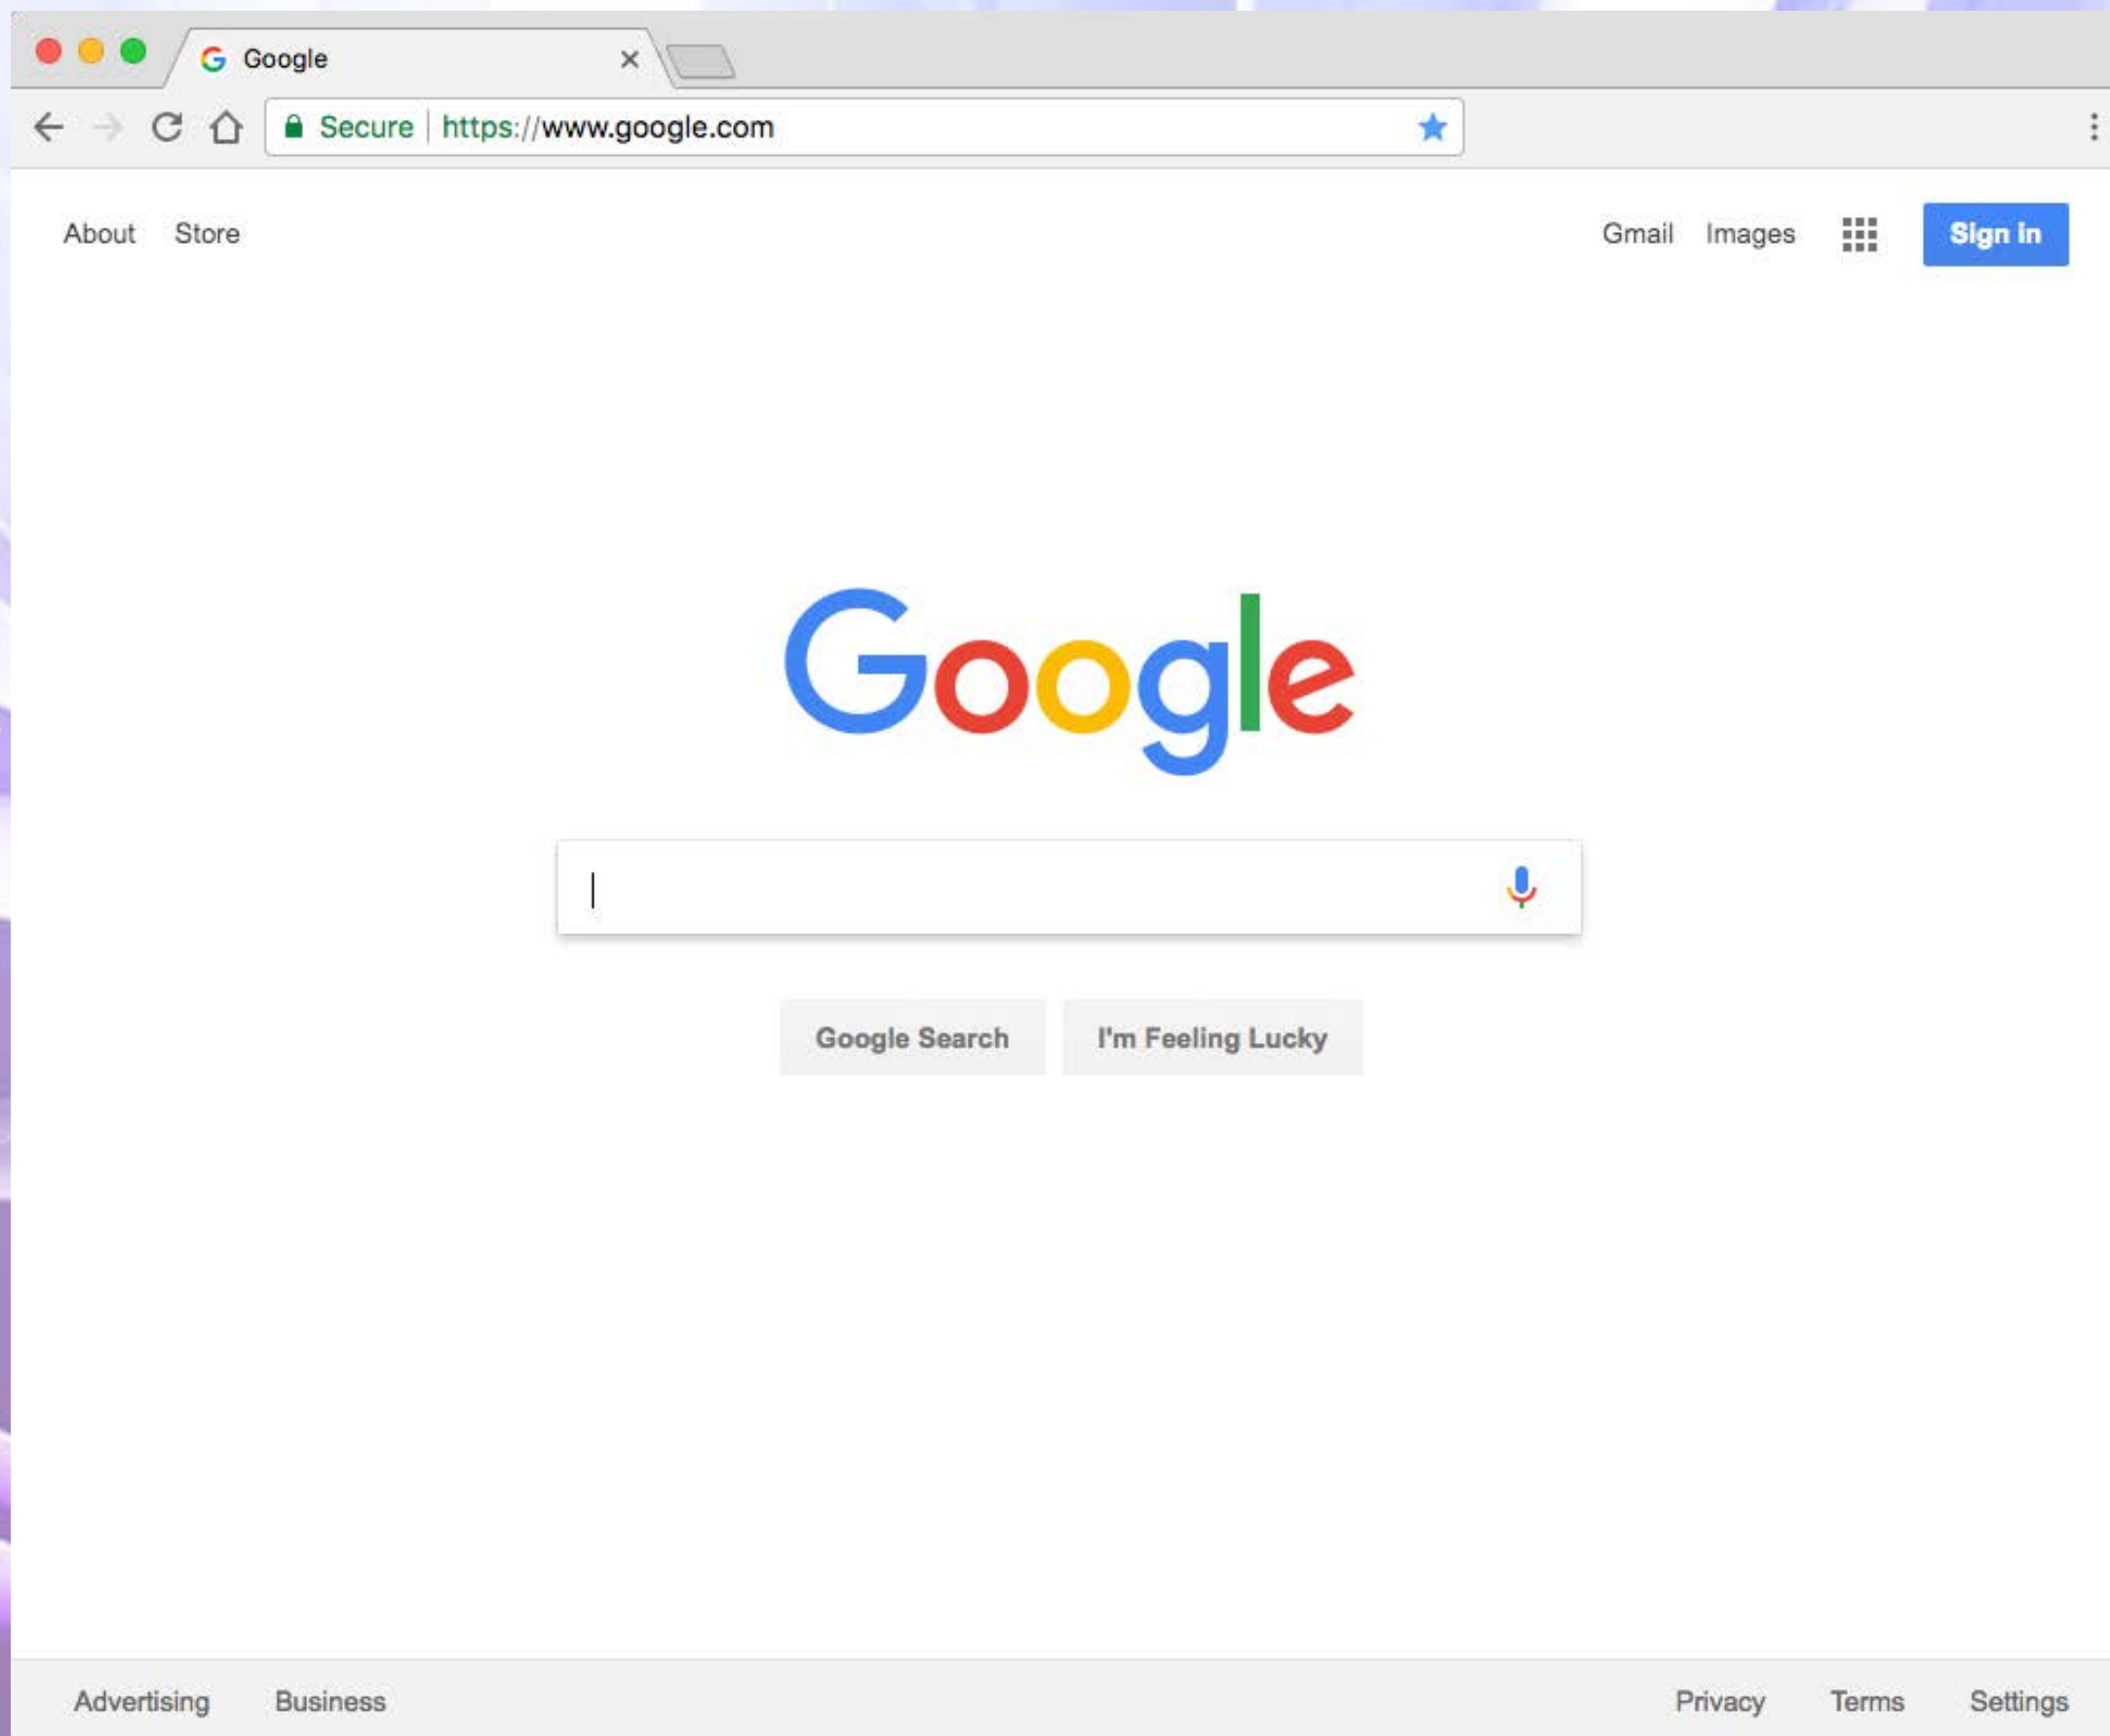 Google
Secure https://www.google.com
About Store Gmail Images Sign in
Google
Google Search I'm Feeling Lucky
Advertising Business Privacy Terms Settings